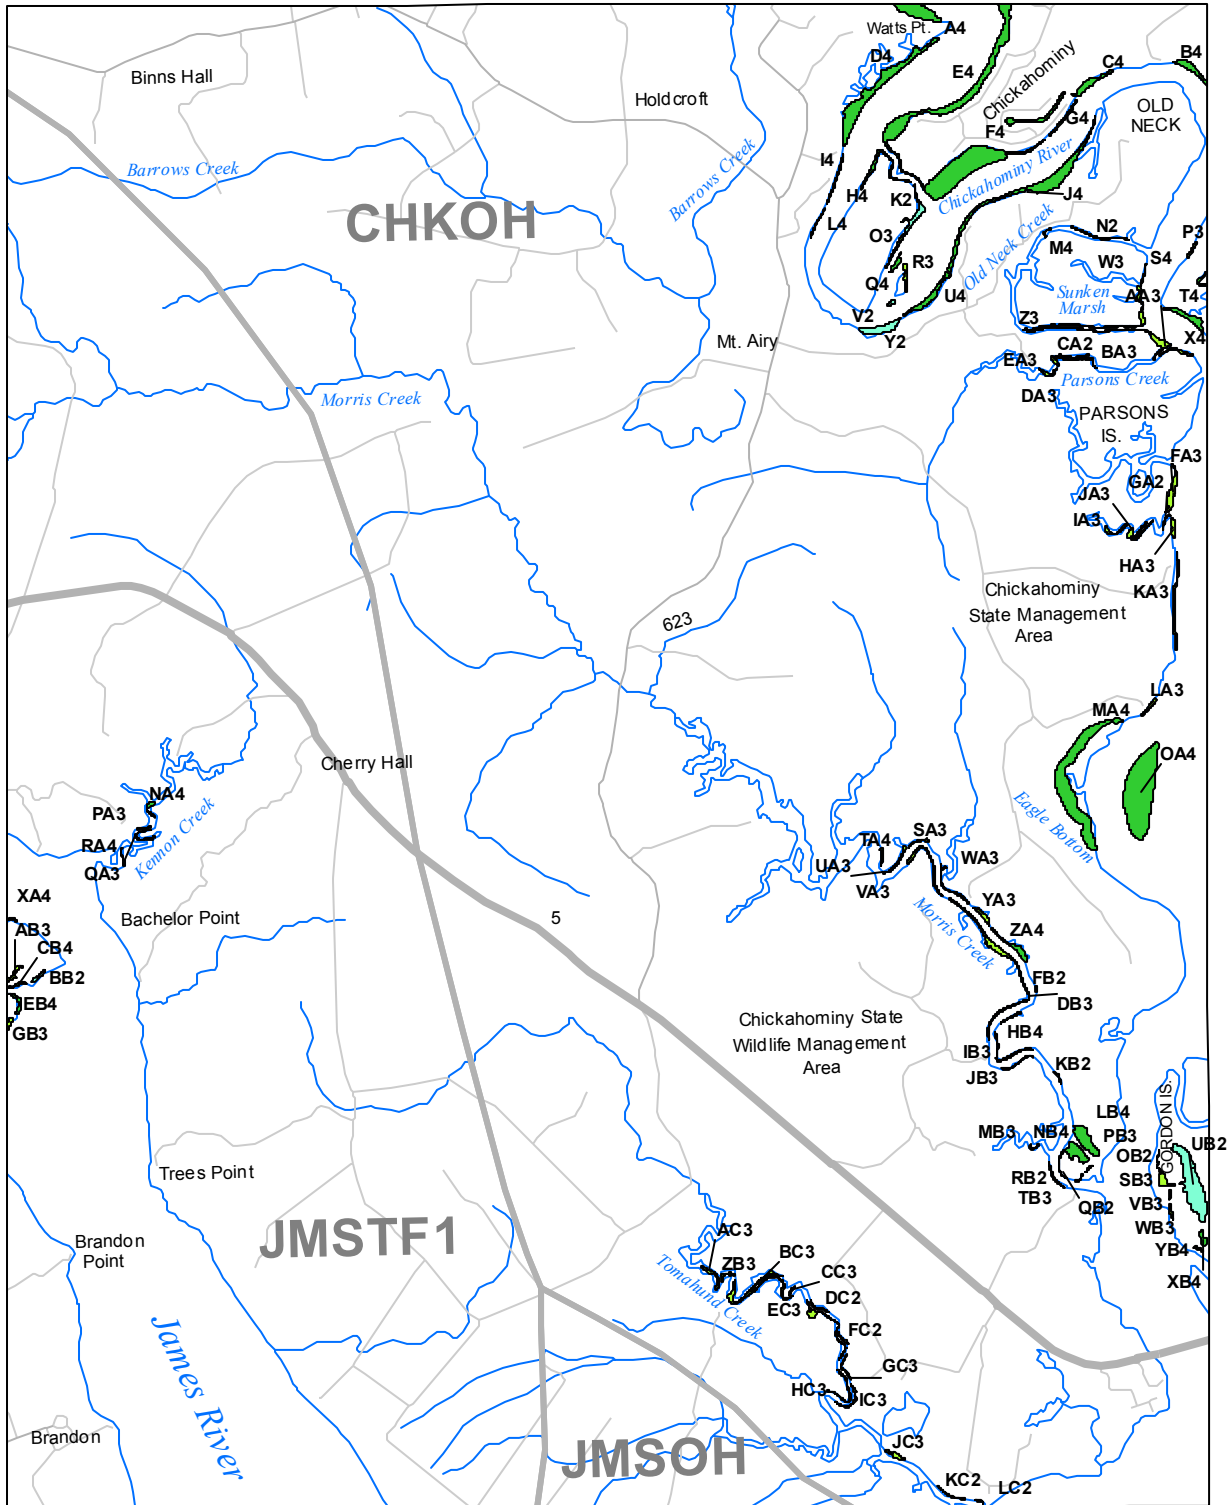 Watts Pt.
A4
B4
D4
C4
E4
Chickahominy
Binns Hall
Holdcroft
OLD
NECK
G4
F4
I4
Barrows Creek
Barrows Creek
Chickahominy River
J4
H4
K2
CHKOH
L4
O3
Old Neck Creek
N2
P3
M4
S4
W3
R3
Q4
U4
Sunken
Marsh
AA3
T4
V2
Z3
Y2
X4
Mt. Airy
CA2
BA3
EA3
Parsons Creek
DA3
Morris Creek
PARSONS
IS.
FA3
GA2
JA3
IA3
HA3
Chickahominy
State Management
Area
KA3
623
LA3
MA4
OA4
Cherry Hall
NA4
PA3
Kennon Creek
RA4
QA3
Eagle Bottom
TA4
SA3
UA3
WA3
VA3
XA4
Bachelor Point
5
YA3
Morris Creek
ZA4
AB3
CB4
BB2
EB4
GB3
FB2
DB3
Chickahominy State
Wildlife Management
Area
HB4
IB3
JB3
KB2
GORDON IS.
LB4
MB3
NB4
PB3
OB2
UB2
RB2
SB3
TB3
QB2
VB3
WB3
YB4
XB4
Trees Point
JMSTF1
Brandon
Point
AC3
ZB3
BC3
CC3
Tomahund Creek
EC3
DC2
FC2
GC3
HC3
IC3
James River
Brandon
JMSOH
JC3
KC2
LC2